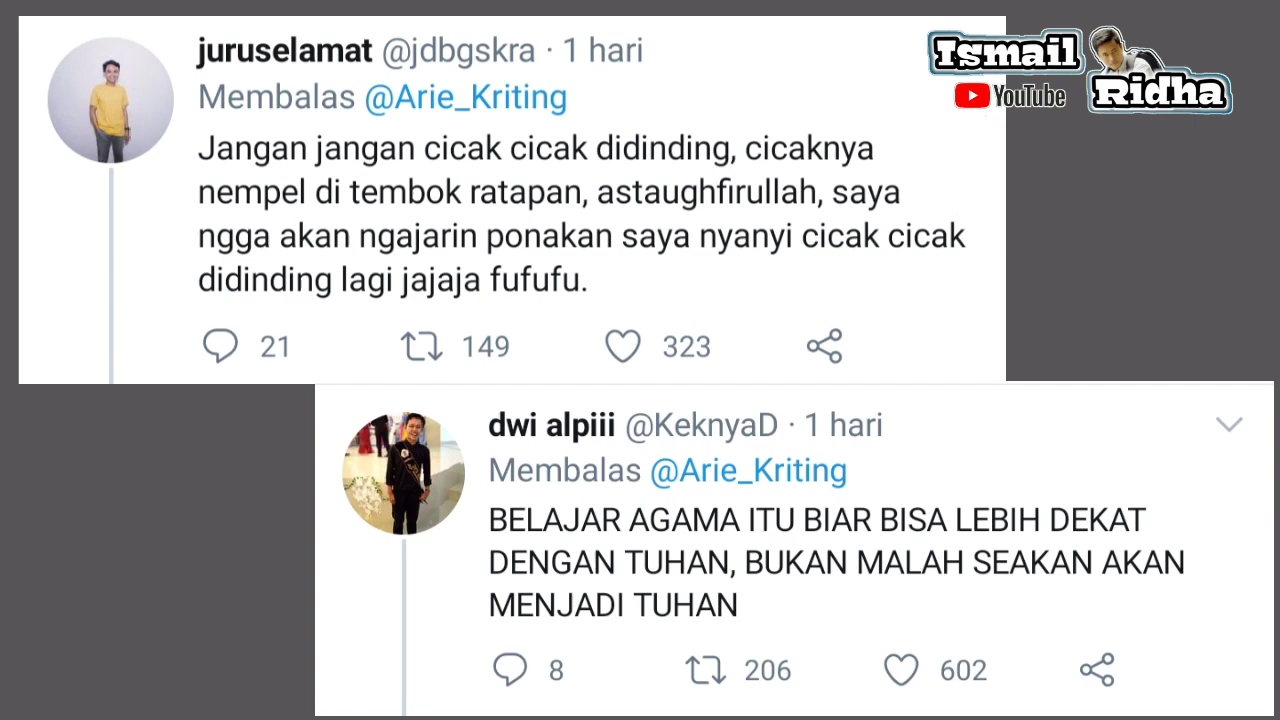 juruselamat @jdbgskra · 1 hari
Membalas @Arie_Kriting
Jangan jangan cicak cicak didinding, cicaknya
nempel di tembok ratapan, astaughfirullah, saya
ngga akan ngajarin ponakan saya nyanyi cicak cicak
didinding lagi jajaja fufufu.
21 149 323
Ismail
YouTube
Ridha
dwi alpiii @KeknyaD · 1 hari
Membalas @Arie_Kriting
BELAJAR AGAMA ITU BIAR BISA LEBIH DEKAT
DENGAN TUHAN, BUKAN MALAH SEAKAN AKAN
MENJADI TUHAN
8 206 602